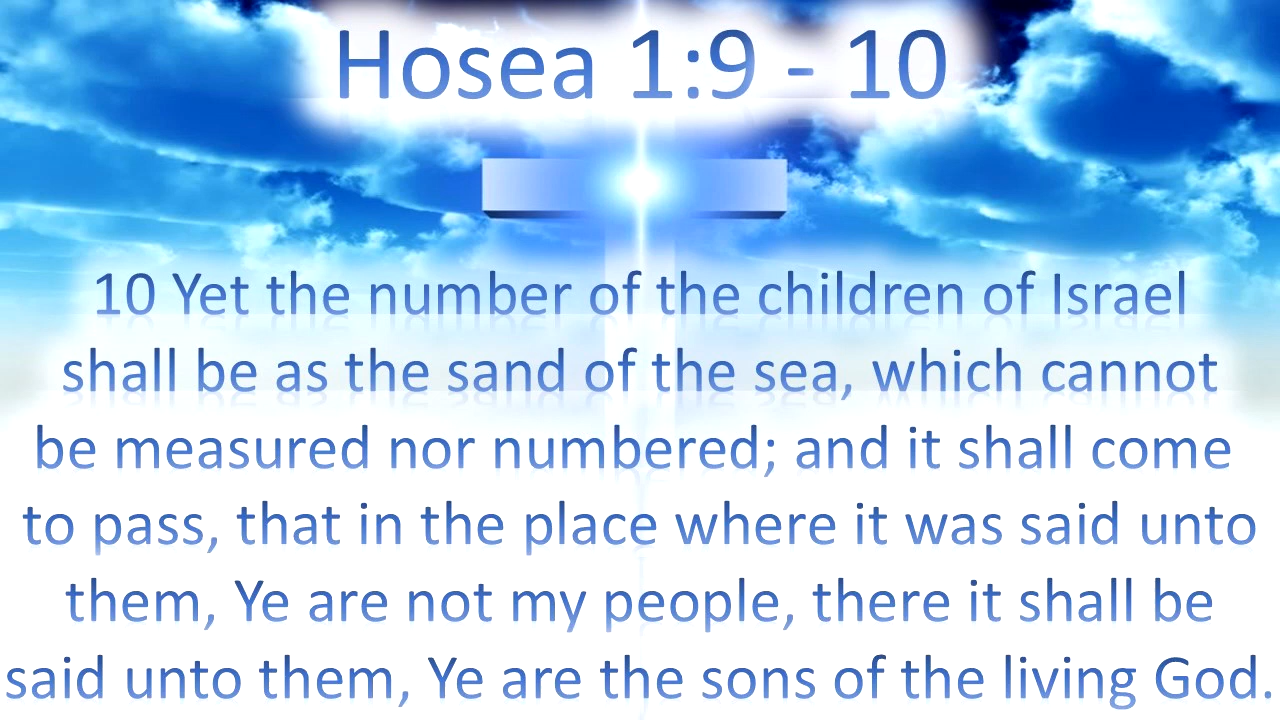 Hosea 1:9 - 10
10 Yet the number of the children of Israel
shall be as the sand of the sea, which cannot
be measured nor numbered; and it shall come
to pass, that in the place where it was said unto
them, Ye are not my people, there it shall be
said unto them, Ye are the sons of the living God.